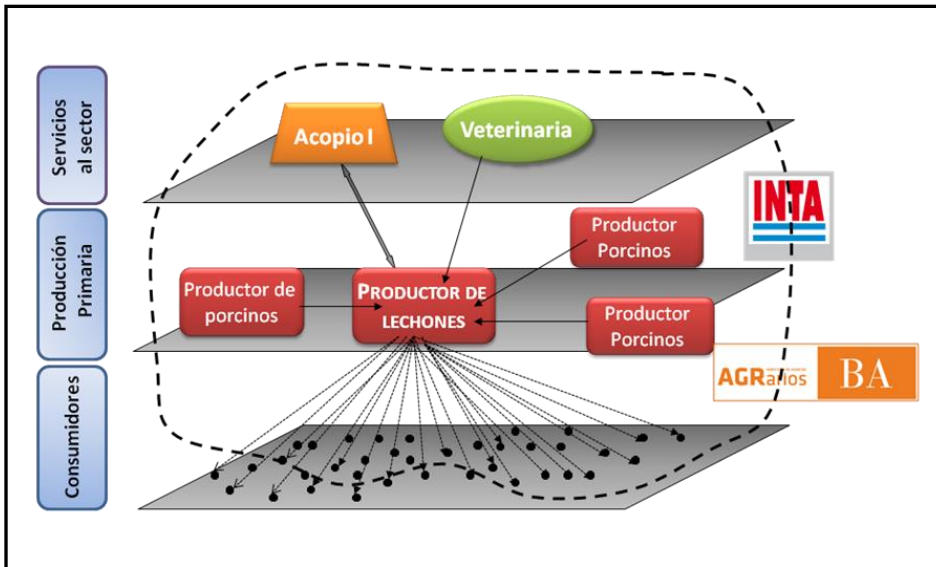 Servicios
al sector
Acopio I
Veterinaria
INTA
Producción
Primaria
Productor
Porcinos
Productor de
porcinos
PRODUCTOR DE
LECHONES
Productor
Porcinos
AGRarios
BA
Consumidores